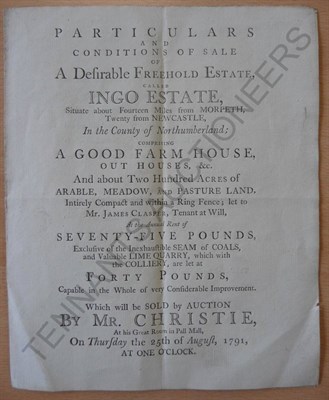 PARTICULARS
AND
CONDITIONS OF SALE
OF
A Desirable Freehold Estate,
CALLED
INGO ESTATE,
Situate about Fourteen Miles from MORPETH,
Twenty from NEWCASTLE,
In the County of Northumberland;
COMPRISING
A GOOD FARM HOUSE,
OUT HOUSES, &c.
And about Two Hundred Acres of
ARABLE, MEADOW, AND PASTURE LAND.
Intirely Compact and within a Ring Fence; let to
Mr. James Clasper, Tenant at Will,
At the Annual Rent of
SEVENTY-FIVE POUNDS,
Exclusive of the Inexhaustible SEAM of COALS,
and Valuable LIME QUARRY, which with
the COLLIERY, are let at
FORTY POUNDS,
Capable in the Whole of very Considerable Improvement.
Which will be SOLD by AUCTION
By Mr. CHRISTIE,
At his Great Room in Pall Mall,
On Thursday the 25th of August, 1791,
AT ONE O'CLOCK.